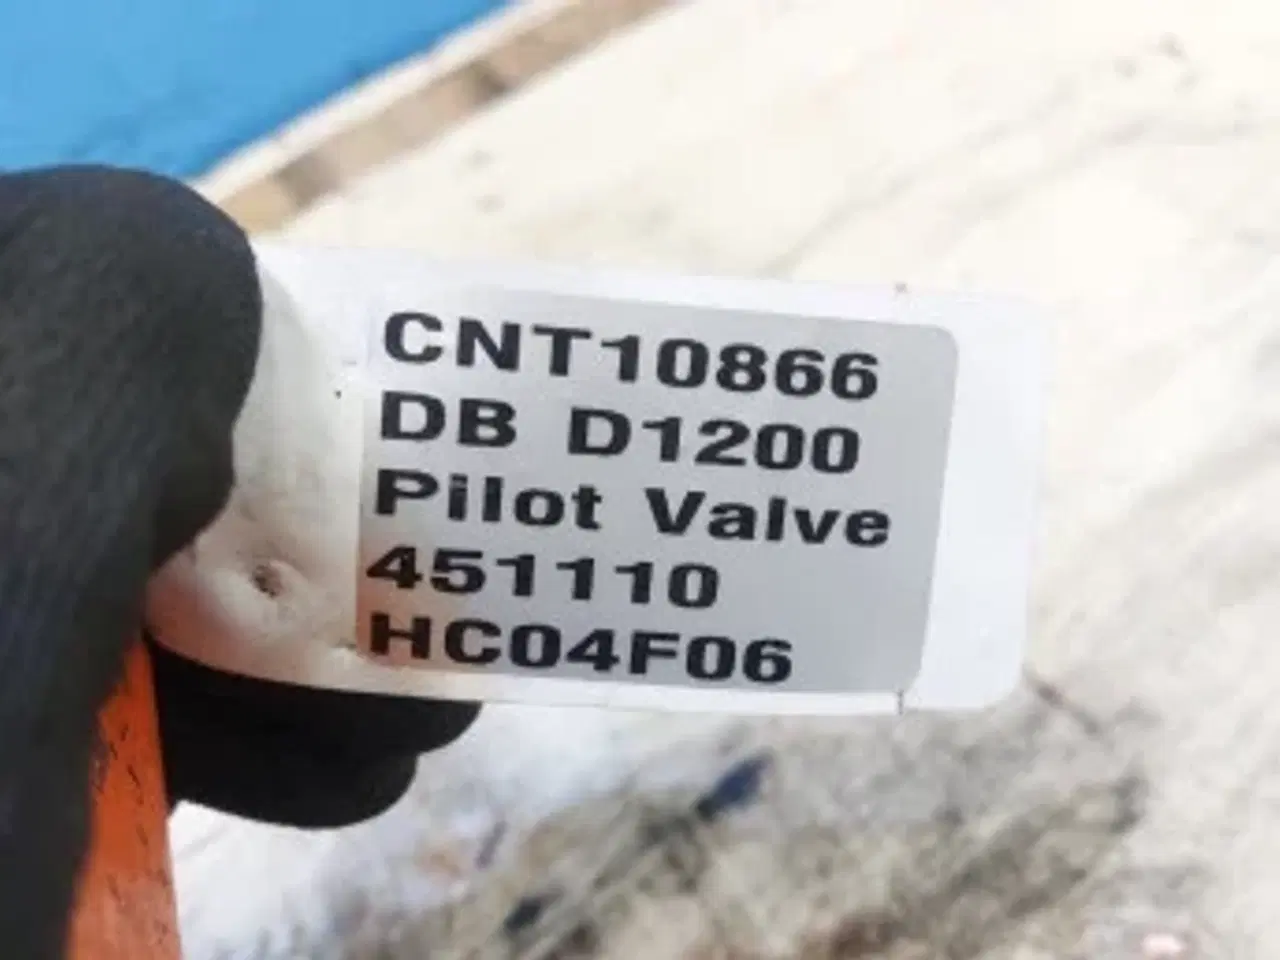 CNT10866
DB D1200
Pilot Valve
451110
HC04F06